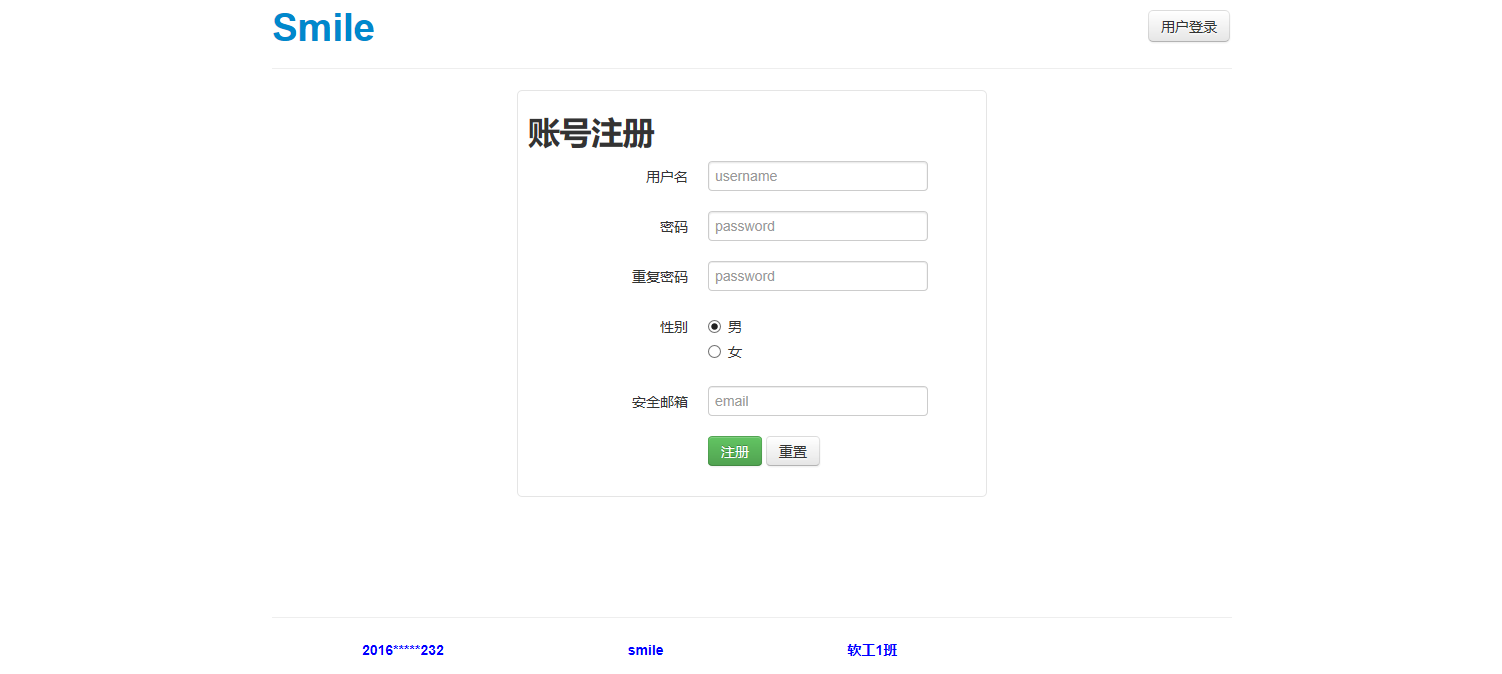 Smile
用户登录
账号注册
用户名 username
密码 password
重复密码 password
性别 男
女
安全邮箱 email
注册 重置
2016*****232 smile 软工1班